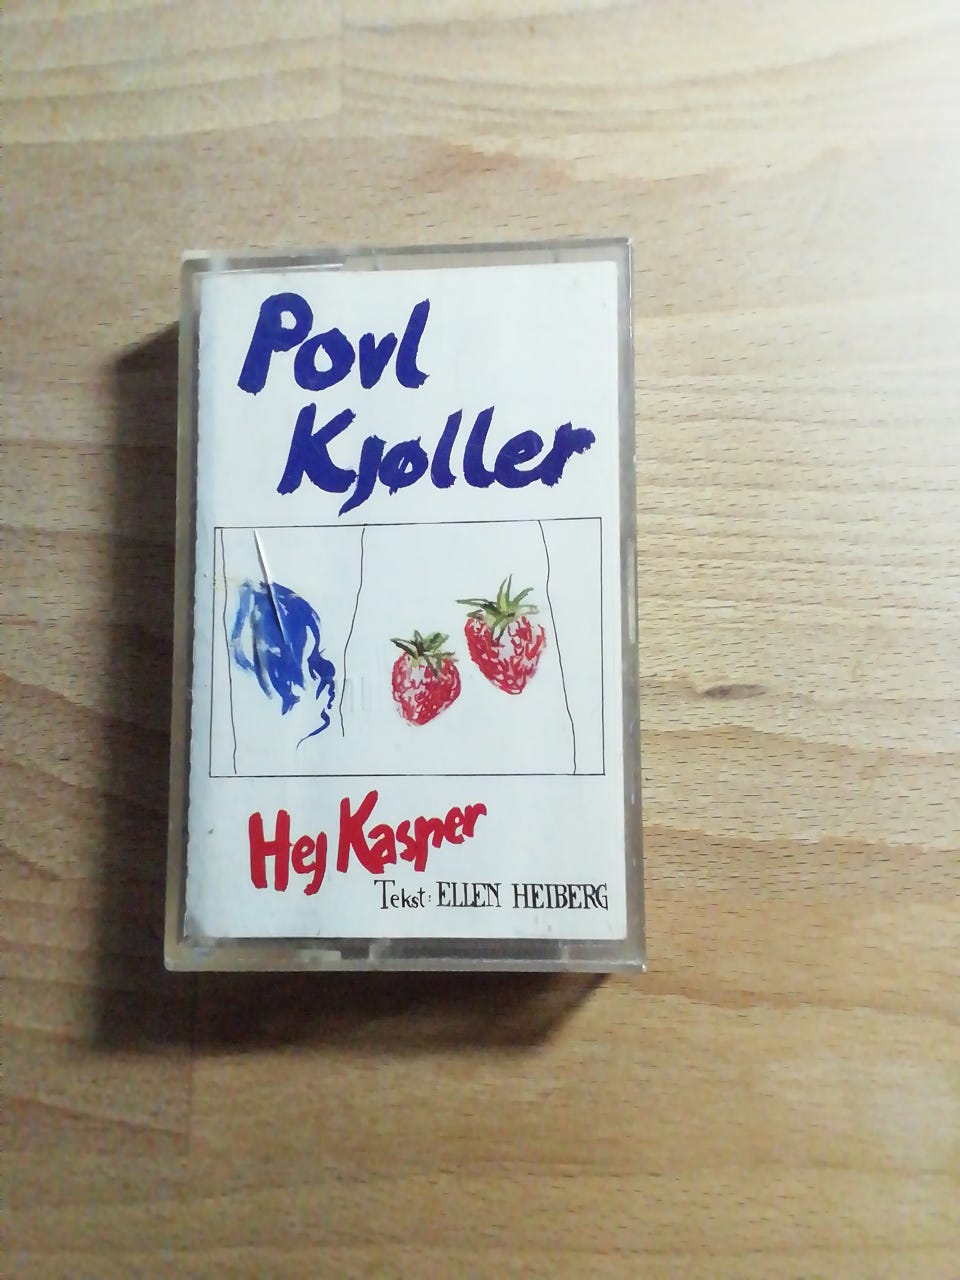 Povl
Kjøller
Hej Kasper
Tekst: ELLEN HEIBERG